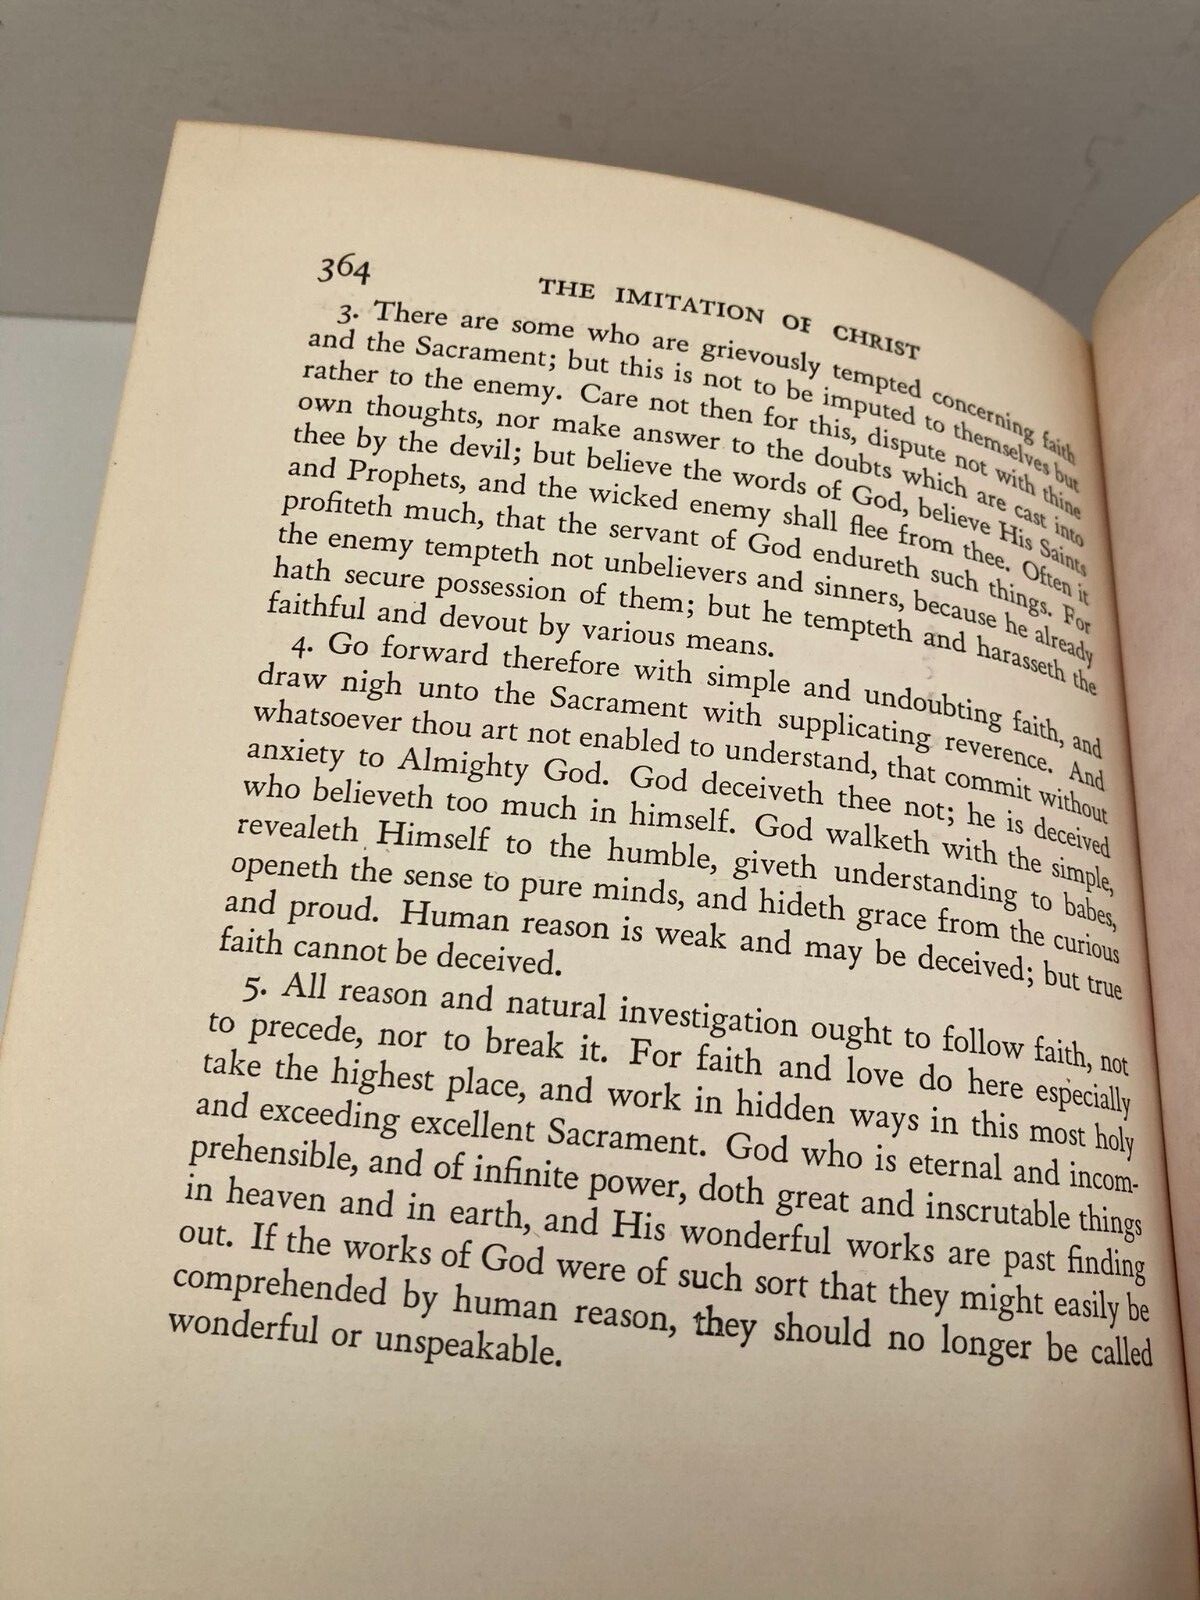 364
THE IMITATION OF CHRIST
3. There are some who are grievously tempted concerning faith
and the Sacrament; but this is not to be imputed to themselves but
rather to the enemy. Care not then for this, dispute not with thine
own thoughts, nor make answer to the doubts which are cast into
thee by the devil; but believe the words of God, believe His Saints
and Prophets, and the wicked enemy shall flee from thee. Often it
profiteth much, that the servant of God endureth such things. For
the enemy tempteth not unbelievers and sinners, because he already
hath secure possession of them; but he tempteth and harasseth the
faithful and devout by various means.
4. Go forward therefore with simple and undoubting faith, and
draw nigh unto the Sacrament with supplicating reverence. And
whatsoever thou art not enabled to understand, that commit without
anxiety to Almighty God. God deceiveth thee not; he is deceived
who believeth too much in himself. God walketh with the simple,
revealeth Himself to the humble, giveth understanding to babes,
openeth the sense to pure minds, and hideth grace from the curious
and proud. Human reason is weak and may be deceived; but true
faith cannot be deceived.
5. All reason and natural investigation ought to follow faith, not
to precede, nor to break it. For faith and love do here especially
take the highest place, and work in hidden ways in this most holy
and exceeding excellent Sacrament. God who is eternal and incom-
prehensible, and of infinite power, doth great and inscrutable things
in heaven and in earth, and His wonderful works are past finding
out. If the works of God were of such sort that they might easily be
comprehended by human reason, they should no longer be called
wonderful or unspeakable.